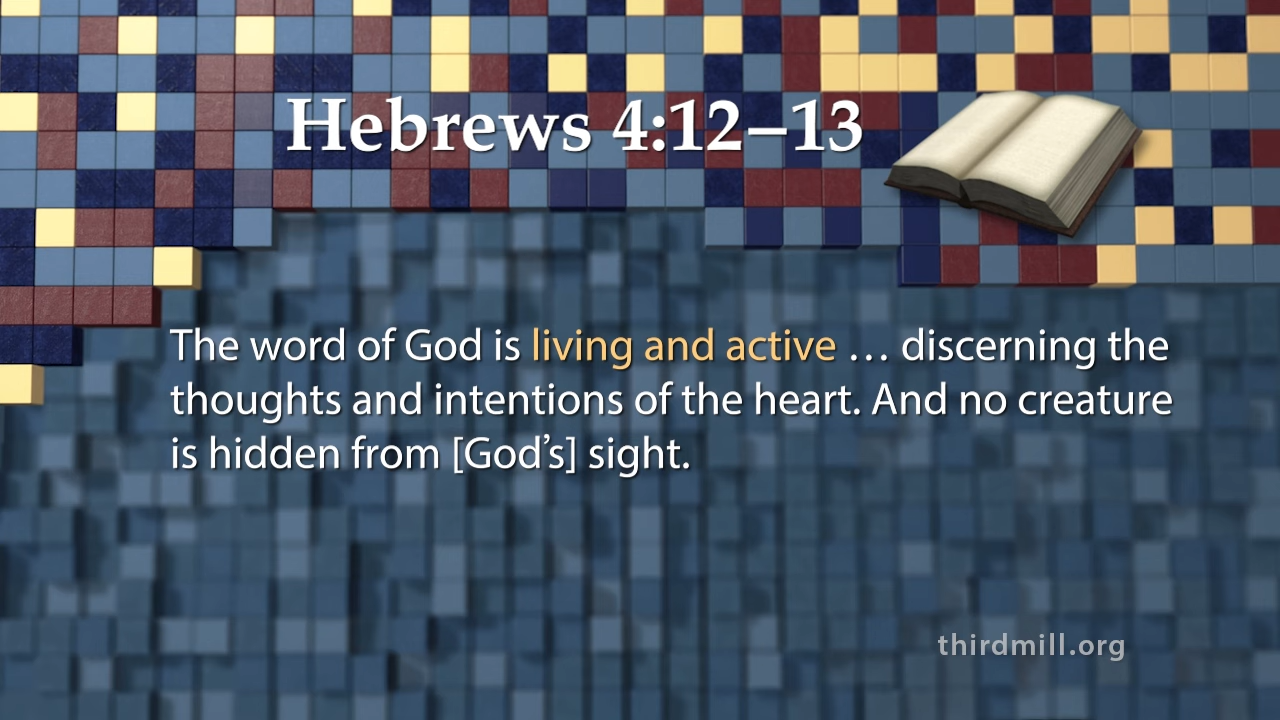 Hebrews 4:12–13
The word of God is living and active … discerning the
thoughts and intentions of the heart. And no creature
is hidden from [God’s] sight.
thirdmill.org